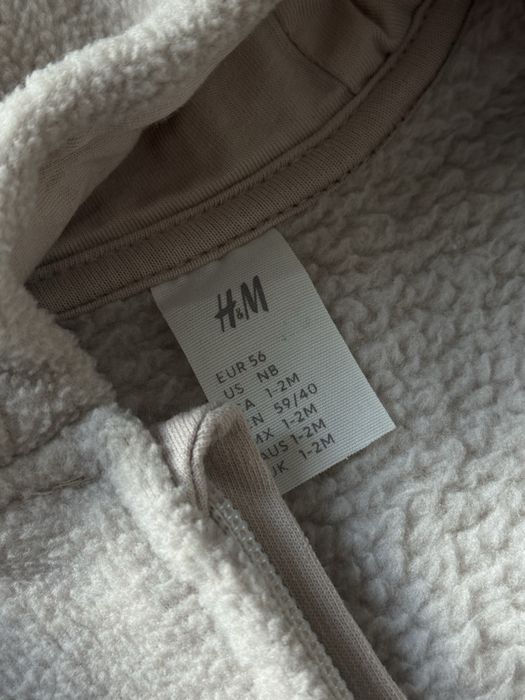 H&M
EUR 56
US NB
A 1-2M
N 59/40
MX 1-2M
AUS 1-2M
UK 1-2M